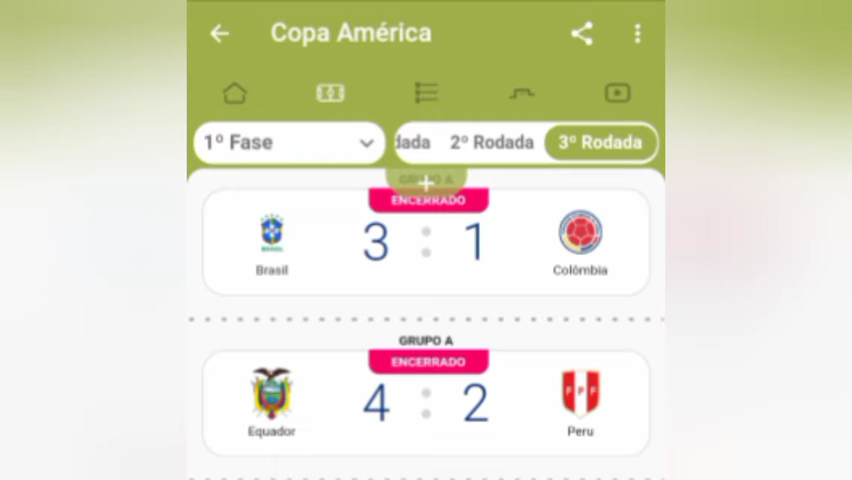 Copa América
1º Fase
dada 2º Rodada 3º Rodada
GRUPO A
ENCERRADO
3 : 1
Brasil Colômbia
GRUPO A
ENCERRADO
4 : 2
Equador Peru